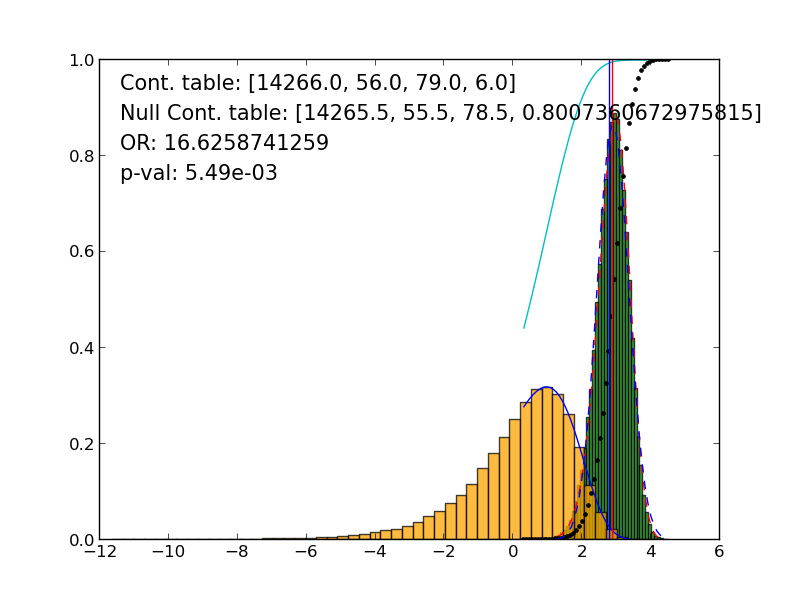 1.0
Cont. table: [14266.0, 56.0, 79.0, 6.0]
Null Cont. table: [14265.5, 55.5, 78.5, 0.8007360672975815]
OR: 16.6258741259
0.8
p-val: 5.49e-03
0.6
0.4
0.2
0.0
−12 −10 −8 −6 −4 −2 0 2 4 6